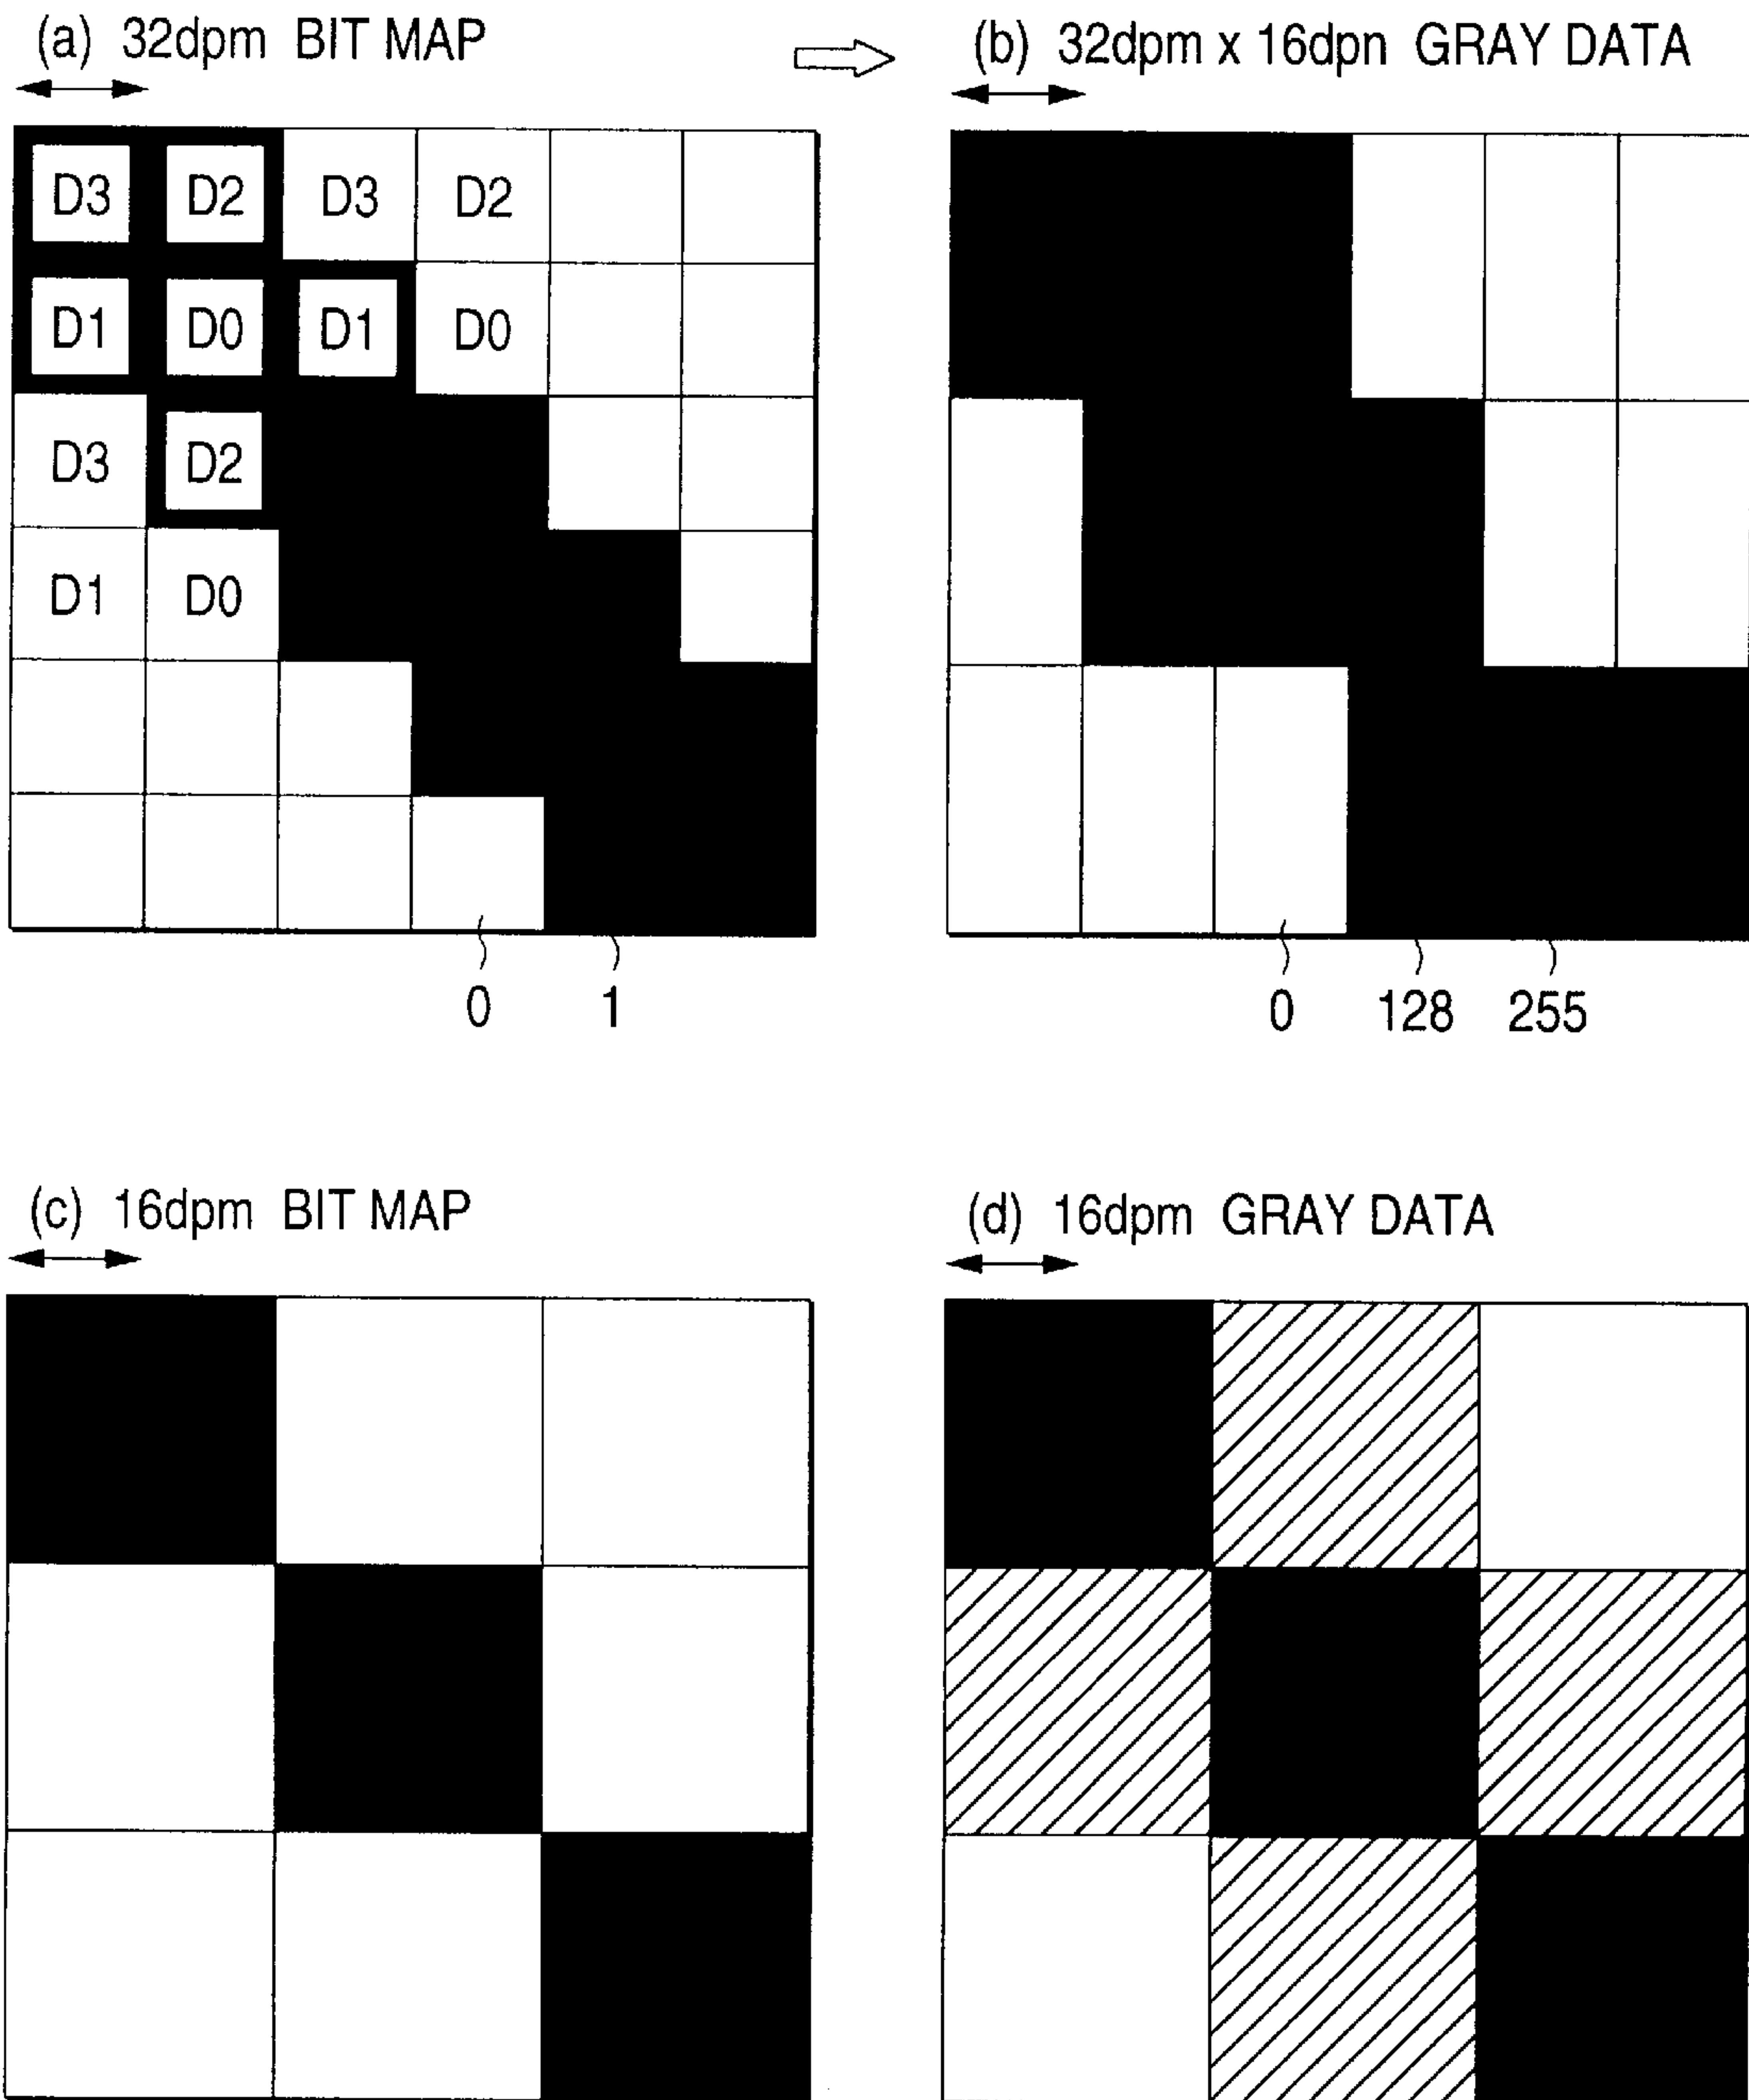 (a) 32dpm BIT MAP
(b) 32dpm x 16dpn GRAY DATA
D3 D2 D3 D2
D1 D0 D1 D0
D3 D2
D1 D0
0 1
0 128 255
(c) 16dpm BIT MAP
(d) 16dpm GRAY DATA